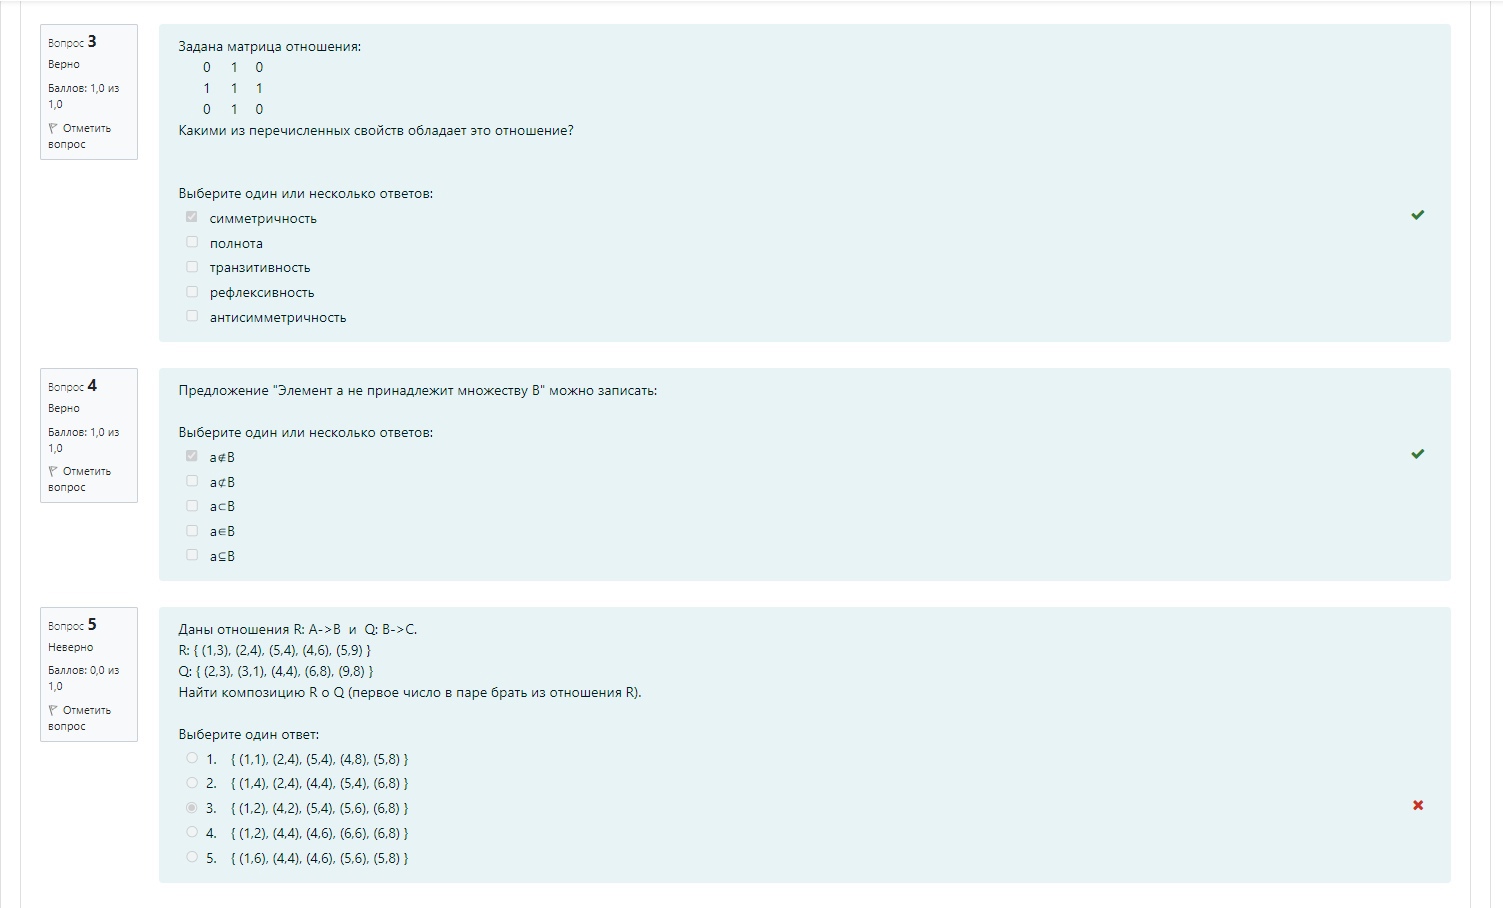 Вопрос 3
Верно
Баллов: 1,0 из
1,0
Отметить
вопрос
Задана матрица отношения:
0 1 0
1 1 1
0 1 0
Какими из перечисленных свойств обладает это отношение?
Выберите один или несколько ответов:
симметричность
полнота
транзитивность
рефлексивность
антисимметричность
Вопрос 4
Верно
Баллов: 1,0 из
1,0
Отметить
вопрос
Предложение "Элемент а не принадлежит множеству В" можно записать:
Выберите один или несколько ответов:
a∉B
a⊄B
a⊂B
a∈B
a⊆B
Вопрос 5
Неверно
Баллов: 0,0 из
1,0
Отметить
вопрос
Даны отношения R: A->B и Q: B->C.
R: { (1,3), (2,4), (5,4), (4,6), (5,9) }
Q: { (2,3), (3,1), (4,4), (6,8), (9,8) }
Найти композицию R o Q (первое число в паре брать из отношения R).
Выберите один ответ:
1. { (1,1), (2,4), (5,4), (4,8), (5,8) }
2. { (1,4), (2,4), (4,4), (5,4), (6,8) }
3. { (1,2), (4,2), (5,4), (5,6), (6,8) }
4. { (1,2), (4,4), (4,6), (6,6), (6,8) }
5. { (1,6), (4,4), (4,6), (5,6), (5,8) }